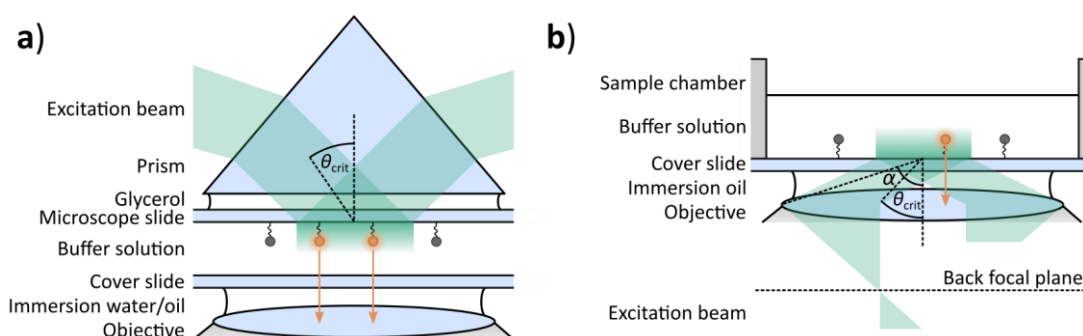 a)
Excitation beam
θcrit
Prism
Glycerol
Microscope slide
Buffer solution
Cover slide
Immersion water/oil
Objective
b)
Sample chamber
Buffer solution
Cover slide
α
Immersion oil
Objective
θcrit
Back focal plane
Excitation beam